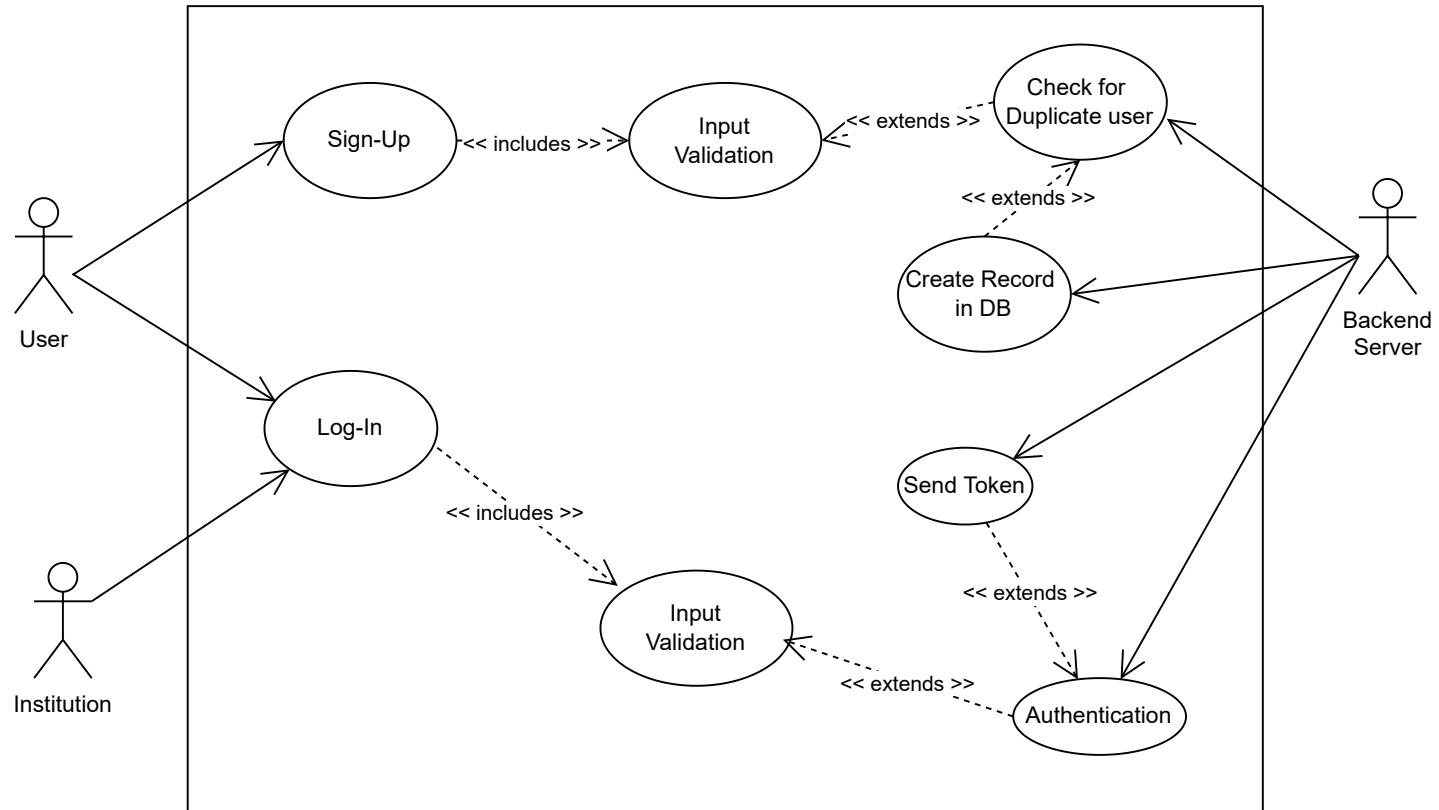 Check for
Duplicate user
Sign-Up
<< includes >>
Input
Validation
<< extends >>
<< extends >>
Create Record
in DB
User
Backend
Server
Log-In
Send Token
<< includes >>
<< extends >>
Input
Validation
<< extends >>
Institution
Authentication